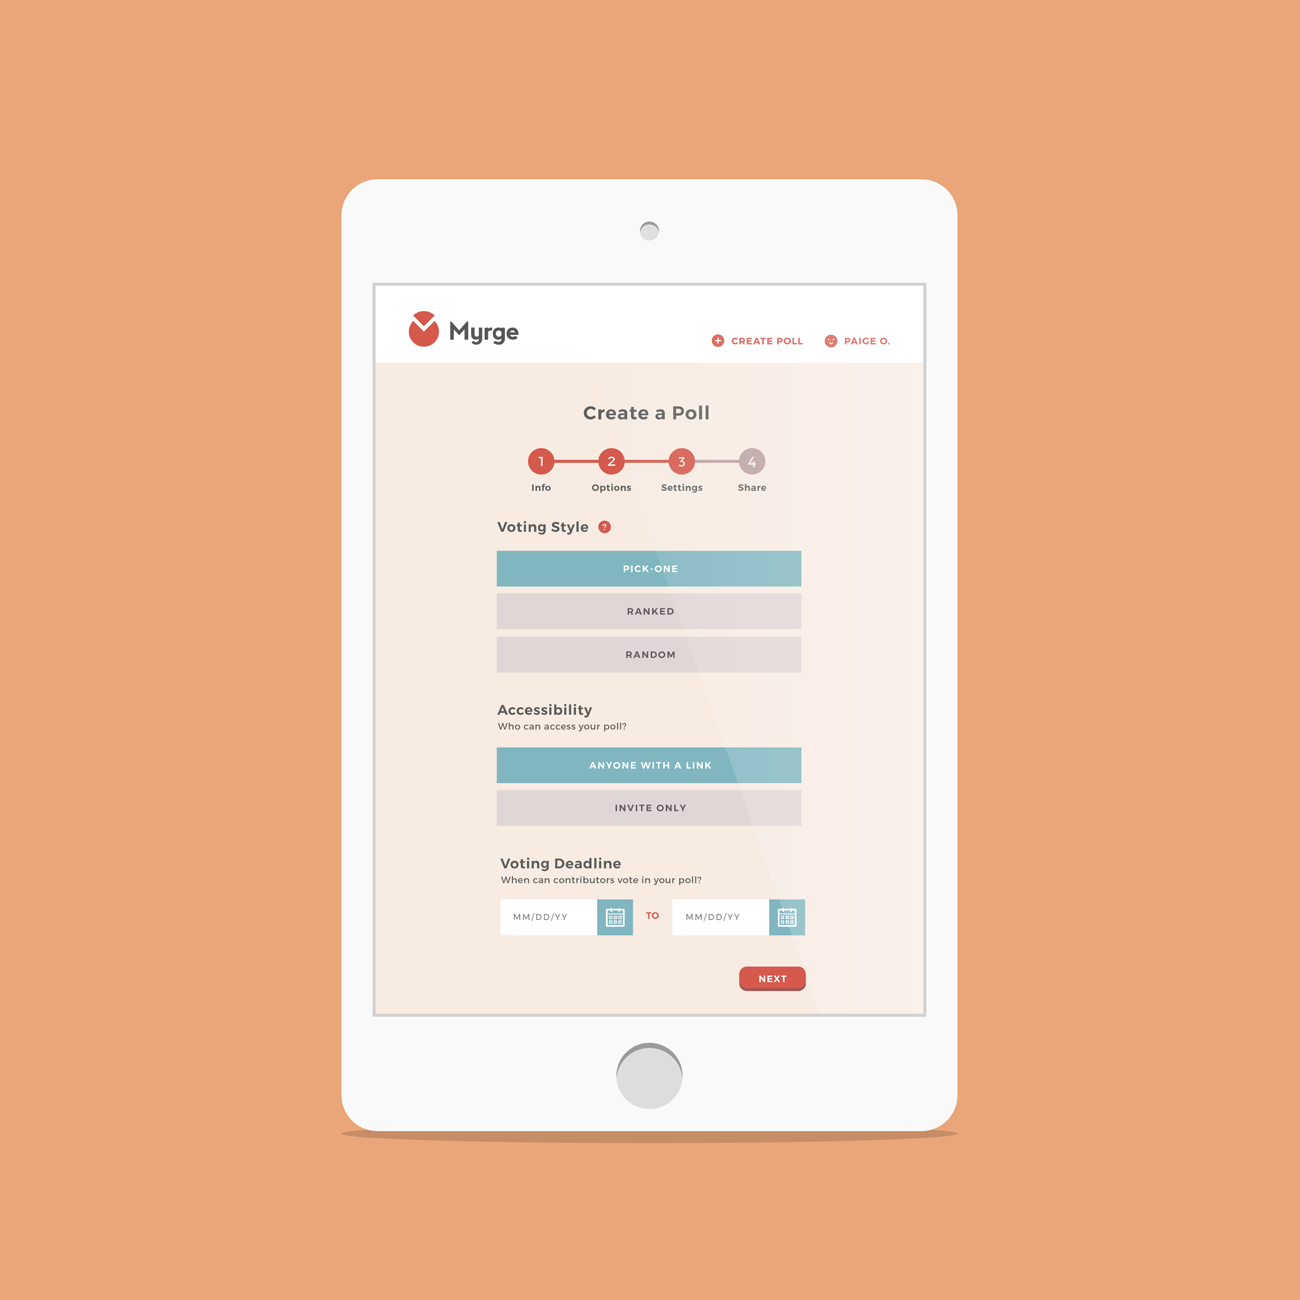 Myrge
CREATE POLL
PAIGE O.
Create a Poll
1 2 3 4
Info Options Settings Share
Voting Style ?
PICK-ONE
RANKED
RANDOM
Accessibility
Who can access your poll?
ANYONE WITH A LINK
INVITE ONLY
Voting Deadline
When can contributors vote in your poll?
MM/DD/YY TO MM/DD/YY
NEXT